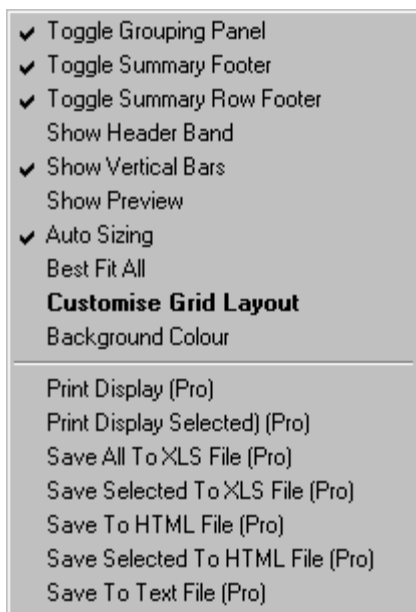 Toggle Grouping Panel
Toggle Summary Footer
Toggle Summary Row Footer
Show Header Band
Show Vertical Bars
Show Preview
Auto Sizing
Best Fit All
Customise Grid Layout
Background Colour
Print Display (Pro)
Print Display Selected) (Pro)
Save All To XLS File (Pro)
Save Selected To XLS File (Pro)
Save To HTML File (Pro)
Save Selected To HTML File (Pro)
Save To Text File (Pro)